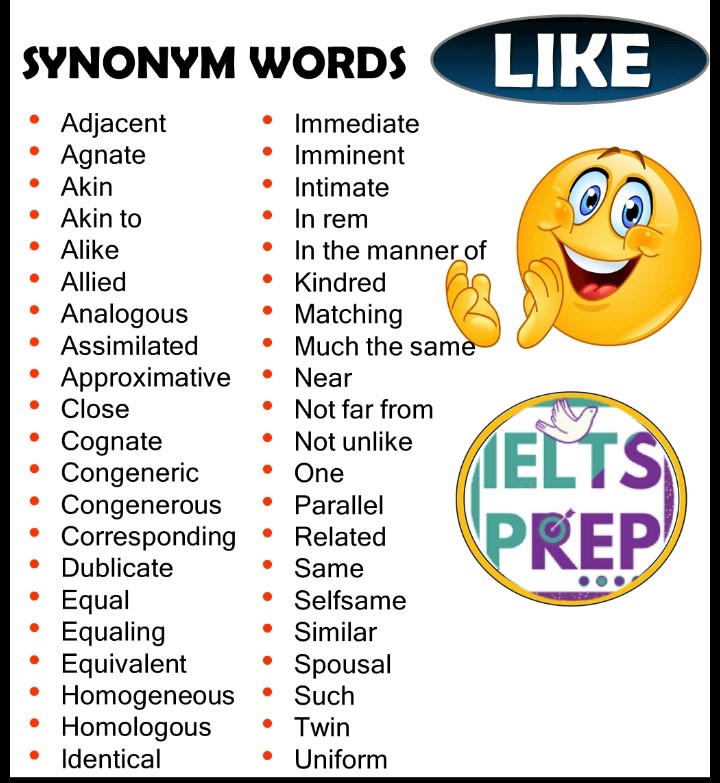 SYNONYM WORDS
LIKE
• Adjacent
• Agnate
• Akin
• Akin to
• Alike
• Allied
• Analogous
• Assimilated
• Approximative
• Close
• Cognate
• Congeneric
• Congenerous
• Corresponding
• Dublicate
• Equal
• Equaling
• Equivalent
• Homogeneous
• Homologous
• Identical
• Immediate
• Imminent
• Intimate
• In rem
• In the manner of
• Kindred
• Matching
• Much the same
• Near
• Not far from
• Not unlike
• One
• Parallel
• Related
• Same
• Selfsame
• Similar
• Spousal
• Such
• Twin
• Uniform
IELTS
PREP